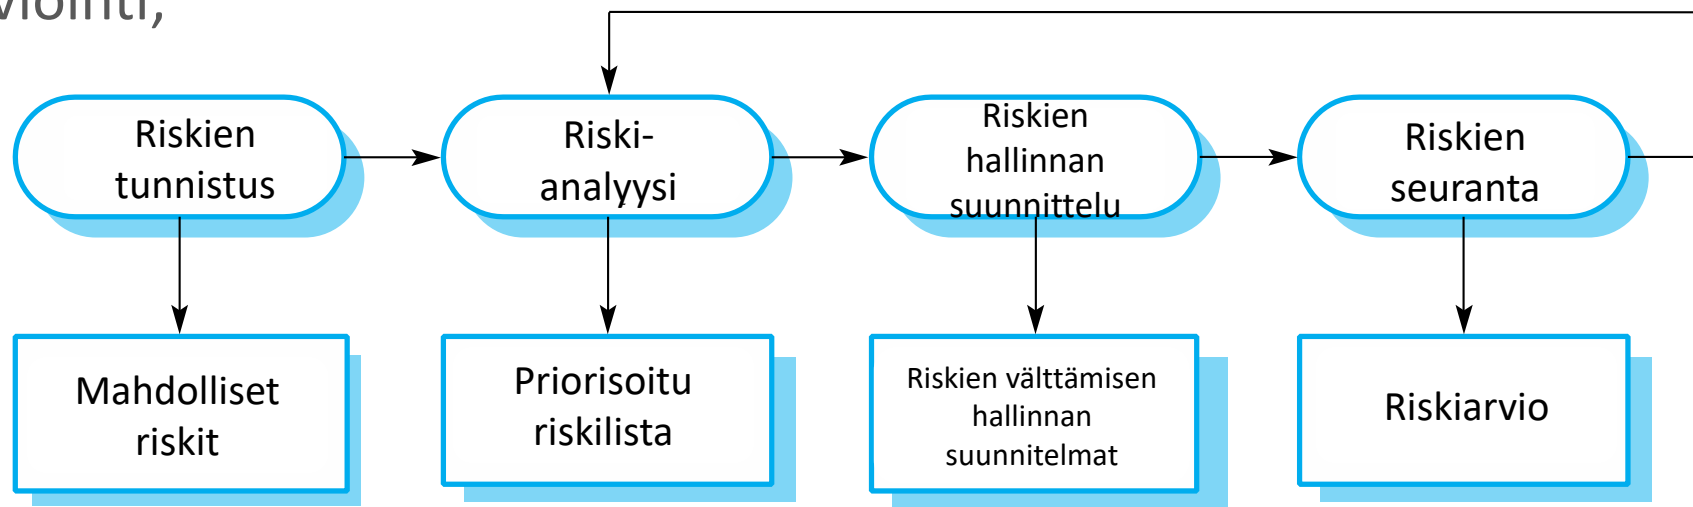 Riskien
tunnistus
Riski-
analyysi
Riskien
hallinnan
suunnittelu
Riskien
seuranta
Mahdolliset
riskit
Priorisoitu
riskilista
Riskien välttämisen
hallinnan
suunnitelmat
Riskiarvio